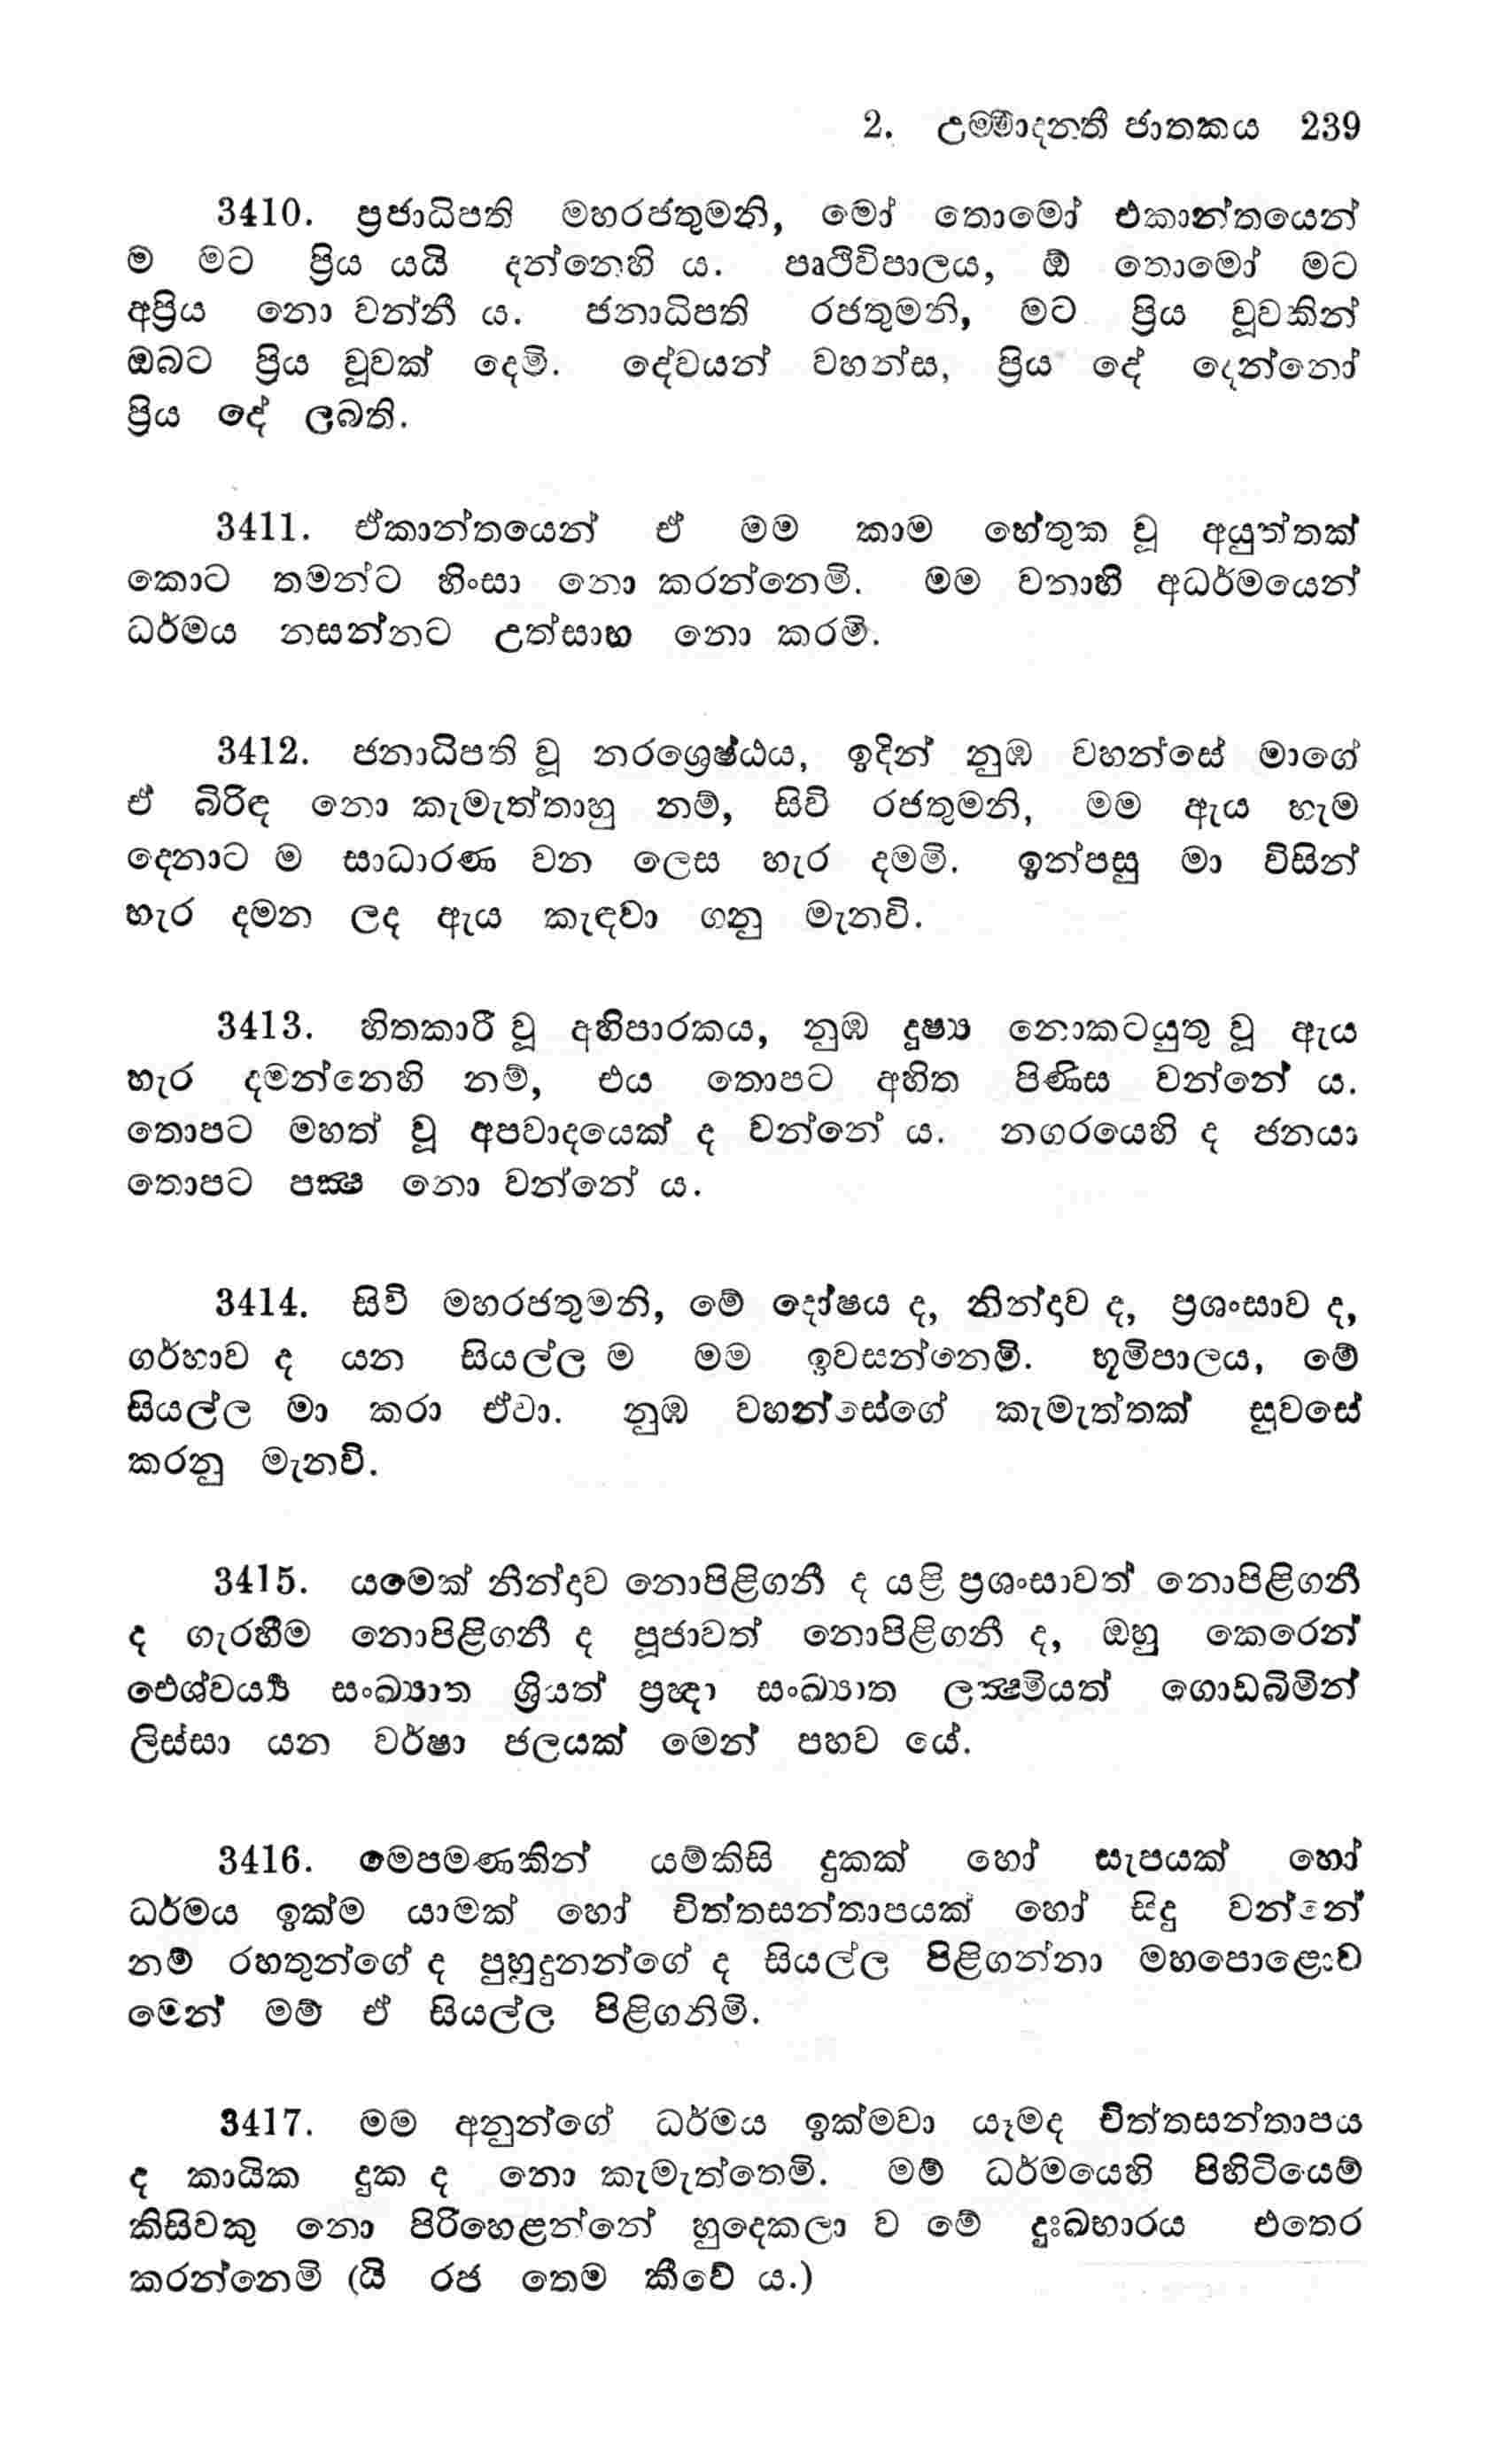 2. උම්මාදනතී ජාතකය 239
3410. ප්‍රජාධිපති මහරජතුමනි, මෝ තොමෝ එකාන්තයෙන්
ම මට ප්‍රිය යයි දන්නෙහි ය. පෘථිවිපාලය, ඕ තොමෝ මට
අප්‍රිය නො වන්නී ය. ජනාධිපති රජතුමනි, මට ප්‍රිය වූවකින්
ඔබට ප්‍රිය වූවක් දෙමි. දේවයන් වහන්ස, ප්‍රිය දේ දෙන්නෝ
ප්‍රිය දේ ලබති.
3411. ඒකාන්තයෙන් ඒ මම කාම හේතුක වූ අයුත්තක්
කොට තමන්ට හිංසා නො කරන්නෙමි. මම වනාහි අධර්මයෙන්
ධර්මය නසන්නට උත්සාහ නො කරමි.
3412. ජනාධිපති වූ නරශ්‍රෙෂ්ඨය, ඉදින් නුඹ වහන්සේ මාගේ
ඒ බිරිඳ නො කැමැත්තාහු නම්, සිවි රජතුමනි, මම ඇය හැම
දෙනාට ම සාධාරණ වන ලෙස හැර දමමි. ඉන්පසු මා විසින්
හැර දමන ලද ඇය කැඳවා ගනු මැනවි.
3413. හිතකාරී වූ අහිපාරකය, නුඹ දූෂ්‍ය නොකටයුතු වූ ඇය
හැර දමන්නෙහි නම්, එය තොපට අහිත පිණිස වන්නේ ය.
තොපට මහත් වූ අපවාදයෙක් ද වන්නේ ය. නගරයෙහි ද ජනයා
තොපට පක්‍ෂ නො වන්නේ ය.
3414. සිවි මහරජතුමනි, මේ දෝෂය ද, නින්දාව ද, ප්‍රශංසාව ද,
ගර්හාව ද යන සියල්ල ම මම ඉවසන්නෙමි. භූමිපාලය, මේ
සියල්ල මා කරා ඒවා. නුඹ වහන්සේගේ කැමැත්තක් සුවසේ
කරනු මැනවි.
3415. යමෙක් නින්දාව නොපිළිගනී ද යළි ප්‍රශංසාවත් නොපිළිගනී
ද ගැරහීම නොපිළිගනී ද පූජාවත් නොපිළිගනී ද, ඔහු කෙරෙන්
ඓශ්වර්‍ය්‍ය සංඛ්‍යාත ශ්‍රියත් ප්‍රඥා සංඛ්‍යාත ලක්‍ෂමියත් ගොඩබිමින්
ලිස්සා යන වර්ෂා ජලයක් මෙන් පහව යේ.
3416. මෙපමණකින් යම්කිසි දුකක් හෝ සැපයක් හෝ
ධර්මය ඉක්ම යාමක් හෝ චිත්තසන්තාපයක් හෝ සිදු වන්නේ
නම් රහතුන්ගේ ද පුහුදුනන්ගේ ද සියල්ල පිළිගන්නා මහපොළොව
මෙන් මම් ඒ සියල්ල පිළිගනිමි.
3417. මම අනුන්ගේ ධර්මය ඉක්මවා යෑමද චිත්තසන්තාපය
ද කායික දුක ද නො කැමැත්තෙමි. මම් ධර්මයෙහි පිහිටියෙම්
කිසිවකු නො පිරිහෙළන්නේ හුදෙකලා ව මේ දුඃඛභාරය එතෙර
කරන්නෙමි (යි රජ තෙම කීවේ ය.)